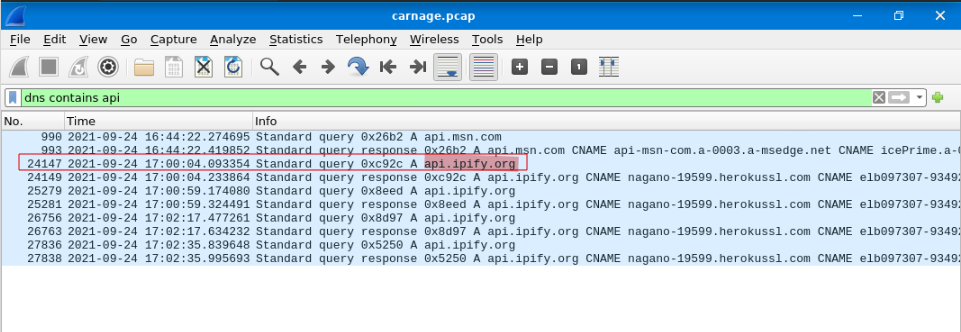 carnage.pcap
File Edit View Go Capture Analyze Statistics Telephony Wireless Tools Help
dns contains api
No. Time Info
990 2021-09-24 16:44:22.274695 Standard query 0x26b2 A api.msn.com
993 2021-09-24 16:44:22.419852 Standard query response 0x26b2 A api.msn.com CNAME api-msn-com.a-0003.a-msedge.net CNAME icePrime.a-0
24147 2021-09-24 17:00:04.093354 Standard query 0xc92c A api.ipify.org
24149 2021-09-24 17:00:04.233864 Standard query response 0xc92c A api.ipify.org CNAME nagano-19599.herokussl.com CNAME elb097307-9349
25279 2021-09-24 17:00:59.174080 Standard query 0x8eed A api.ipify.org
25281 2021-09-24 17:00:59.324491 Standard query response 0x8eed A api.ipify.org CNAME nagano-19599.herokussl.com CNAME elb097307-9349
26756 2021-09-24 17:02:17.477261 Standard query 0x8d97 A api.ipify.org
26763 2021-09-24 17:02:17.634232 Standard query response 0x8d97 A api.ipify.org CNAME nagano-19599.herokussl.com CNAME elb097307-9349
27836 2021-09-24 17:02:35.839648 Standard query 0x5250 A api.ipify.org
27838 2021-09-24 17:02:35.995693 Standard query response 0x5250 A api.ipify.org CNAME nagano-19599.herokussl.com CNAME elb097307-9349